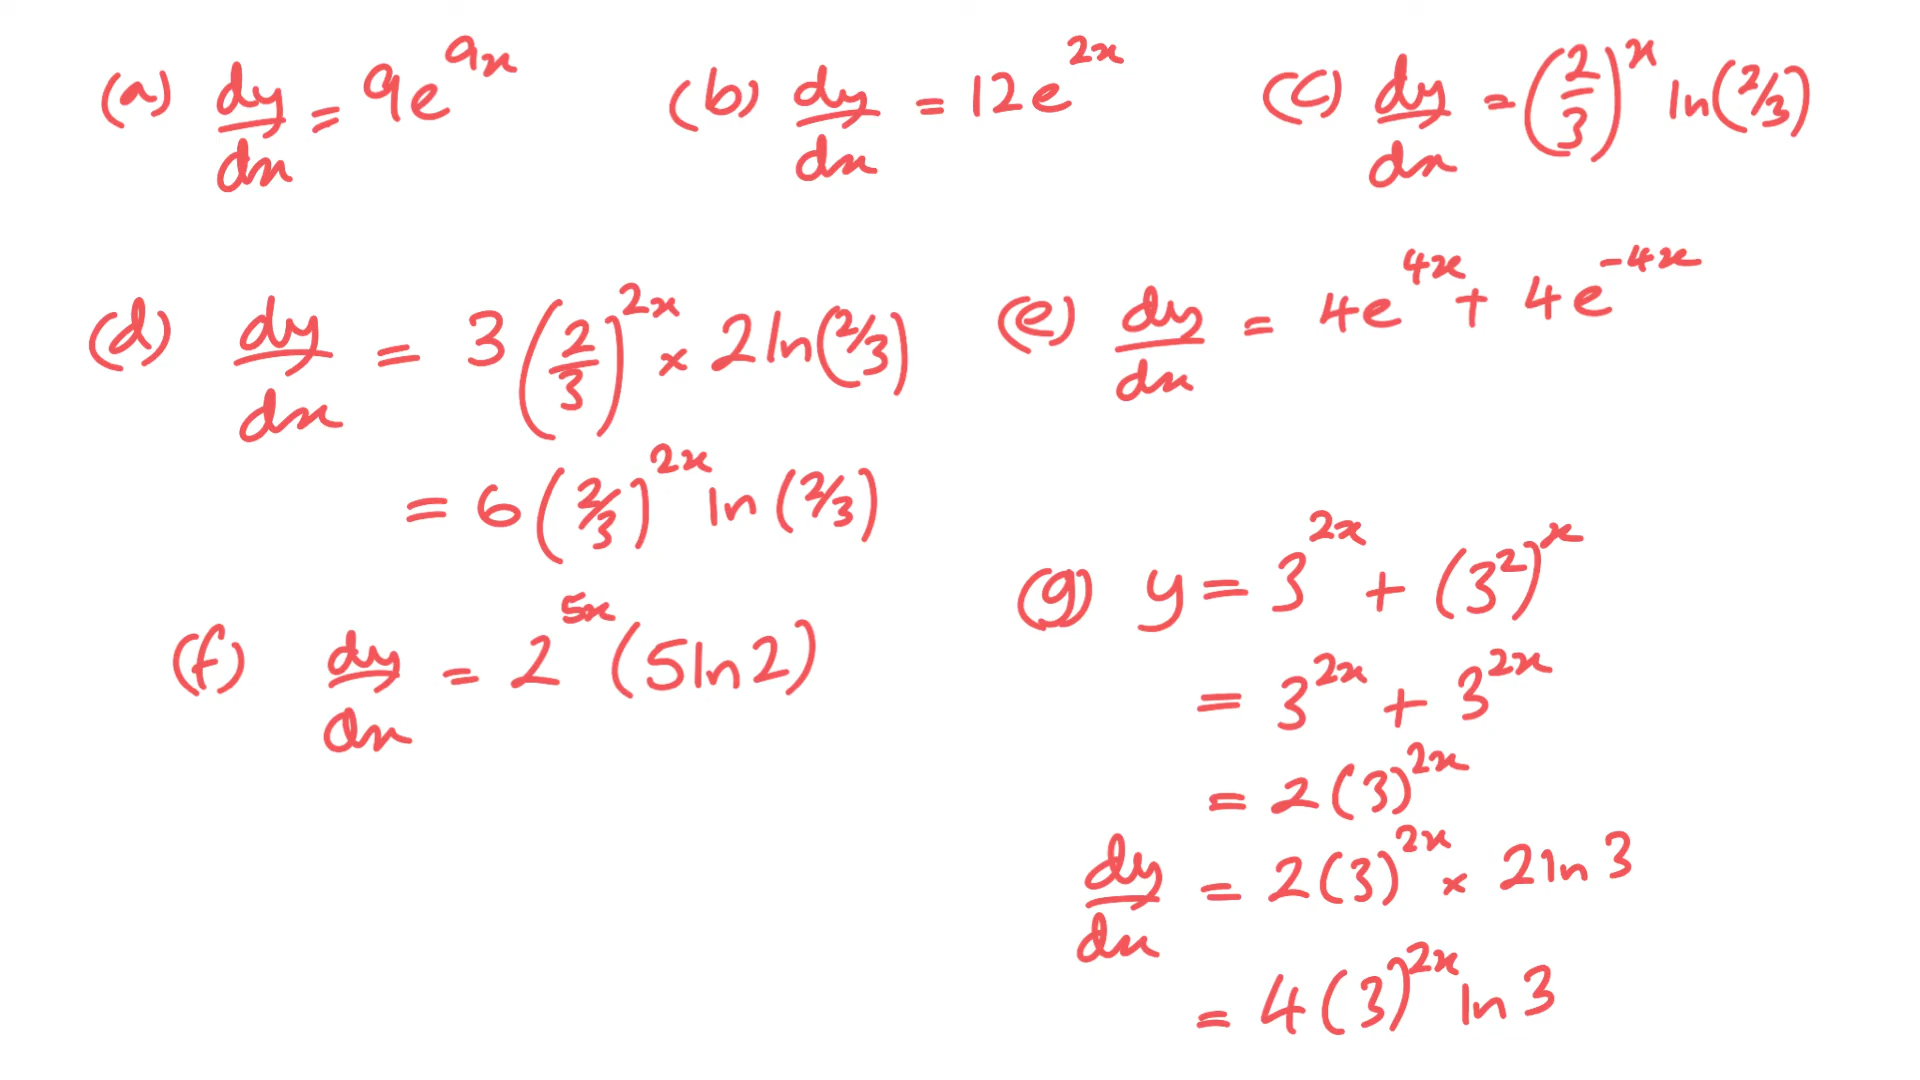 (a) dy/dx = 9e^{9x}
(b) dy/dx = 12e^{2x}
(c) dy/dx = (2/3)^x ln(2/3)
(d) dy/dx = 3(2/3)^{2x} × 2ln(2/3)
= 6(2/3)^{2x} ln(2/3)
(e) dy/dx = 4e^{4x} + 4e^{-4x}
(f) dy/dx = 2^{5x} (5ln2)
(g) y = 3^{2x} + (3^2)^x
= 3^{2x} + 3^{2x}
= 2(3)^{2x}
dy/dx = 2(3)^{2x} × 2ln3
= 4(3)^{2x} ln3